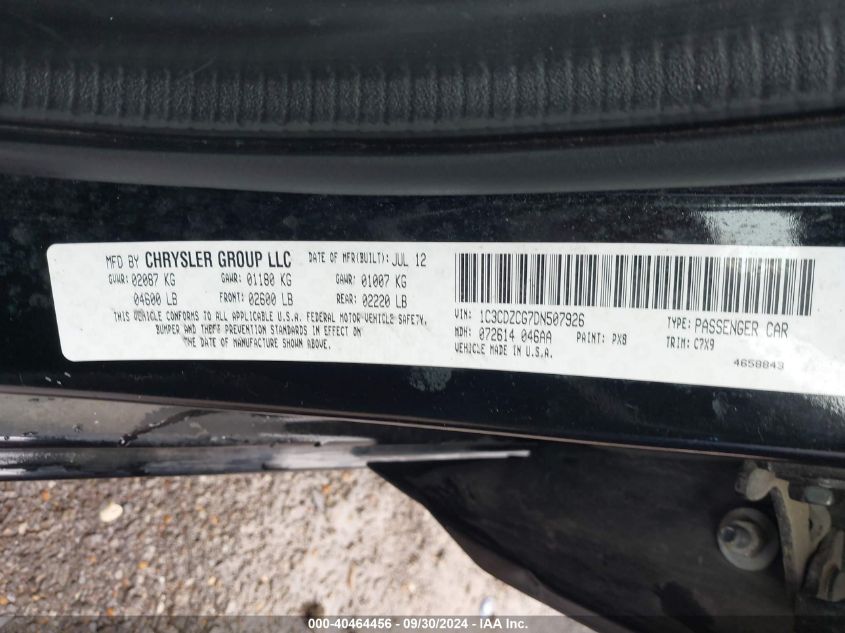 MFD BY CHRYSLER GROUP LLC DATE OF MFR(BUILT): JUL 12
GVWR: 02087 KG GAWR: 01180 KG GAWR: 01007 KG
04600 LB FRONT: 02600 LB REAR: 02220 LB
THIS VEHICLE CONFORMS TO ALL APPLICABLE U.S.A. FEDERAL MOTOR VEHICLE SAFETY,
BUMPER AND THEFT PREVENTION STANDARDS IN EFFECT ON
THE DATE OF MANUFACTURE SHOWN ABOVE.
VIN: 1C3CDZCG7DN507926 TYPE: PASSENGER CAR
MDH: 072614 046AA PAINT: PX8 TRIM: C7X9
VEHICLE MADE IN U.S.A. 4658843
000-40464456 - 09/30/2024 - IAA Inc.